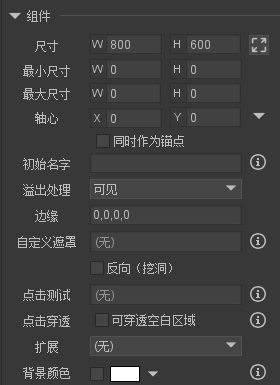 组件
尺寸 W 800 H 600
最小尺寸 W 0 H 0
最大尺寸 W 0 H 0
轴心 X 0 Y 0
同时作为锚点
初始名字
溢出处理 可见
边缘 0,0,0,0
自定义遮罩 (无)
反向（挖洞）
点击测试 (无)
点击穿透 可穿透空白区域
扩展 (无)
背景颜色